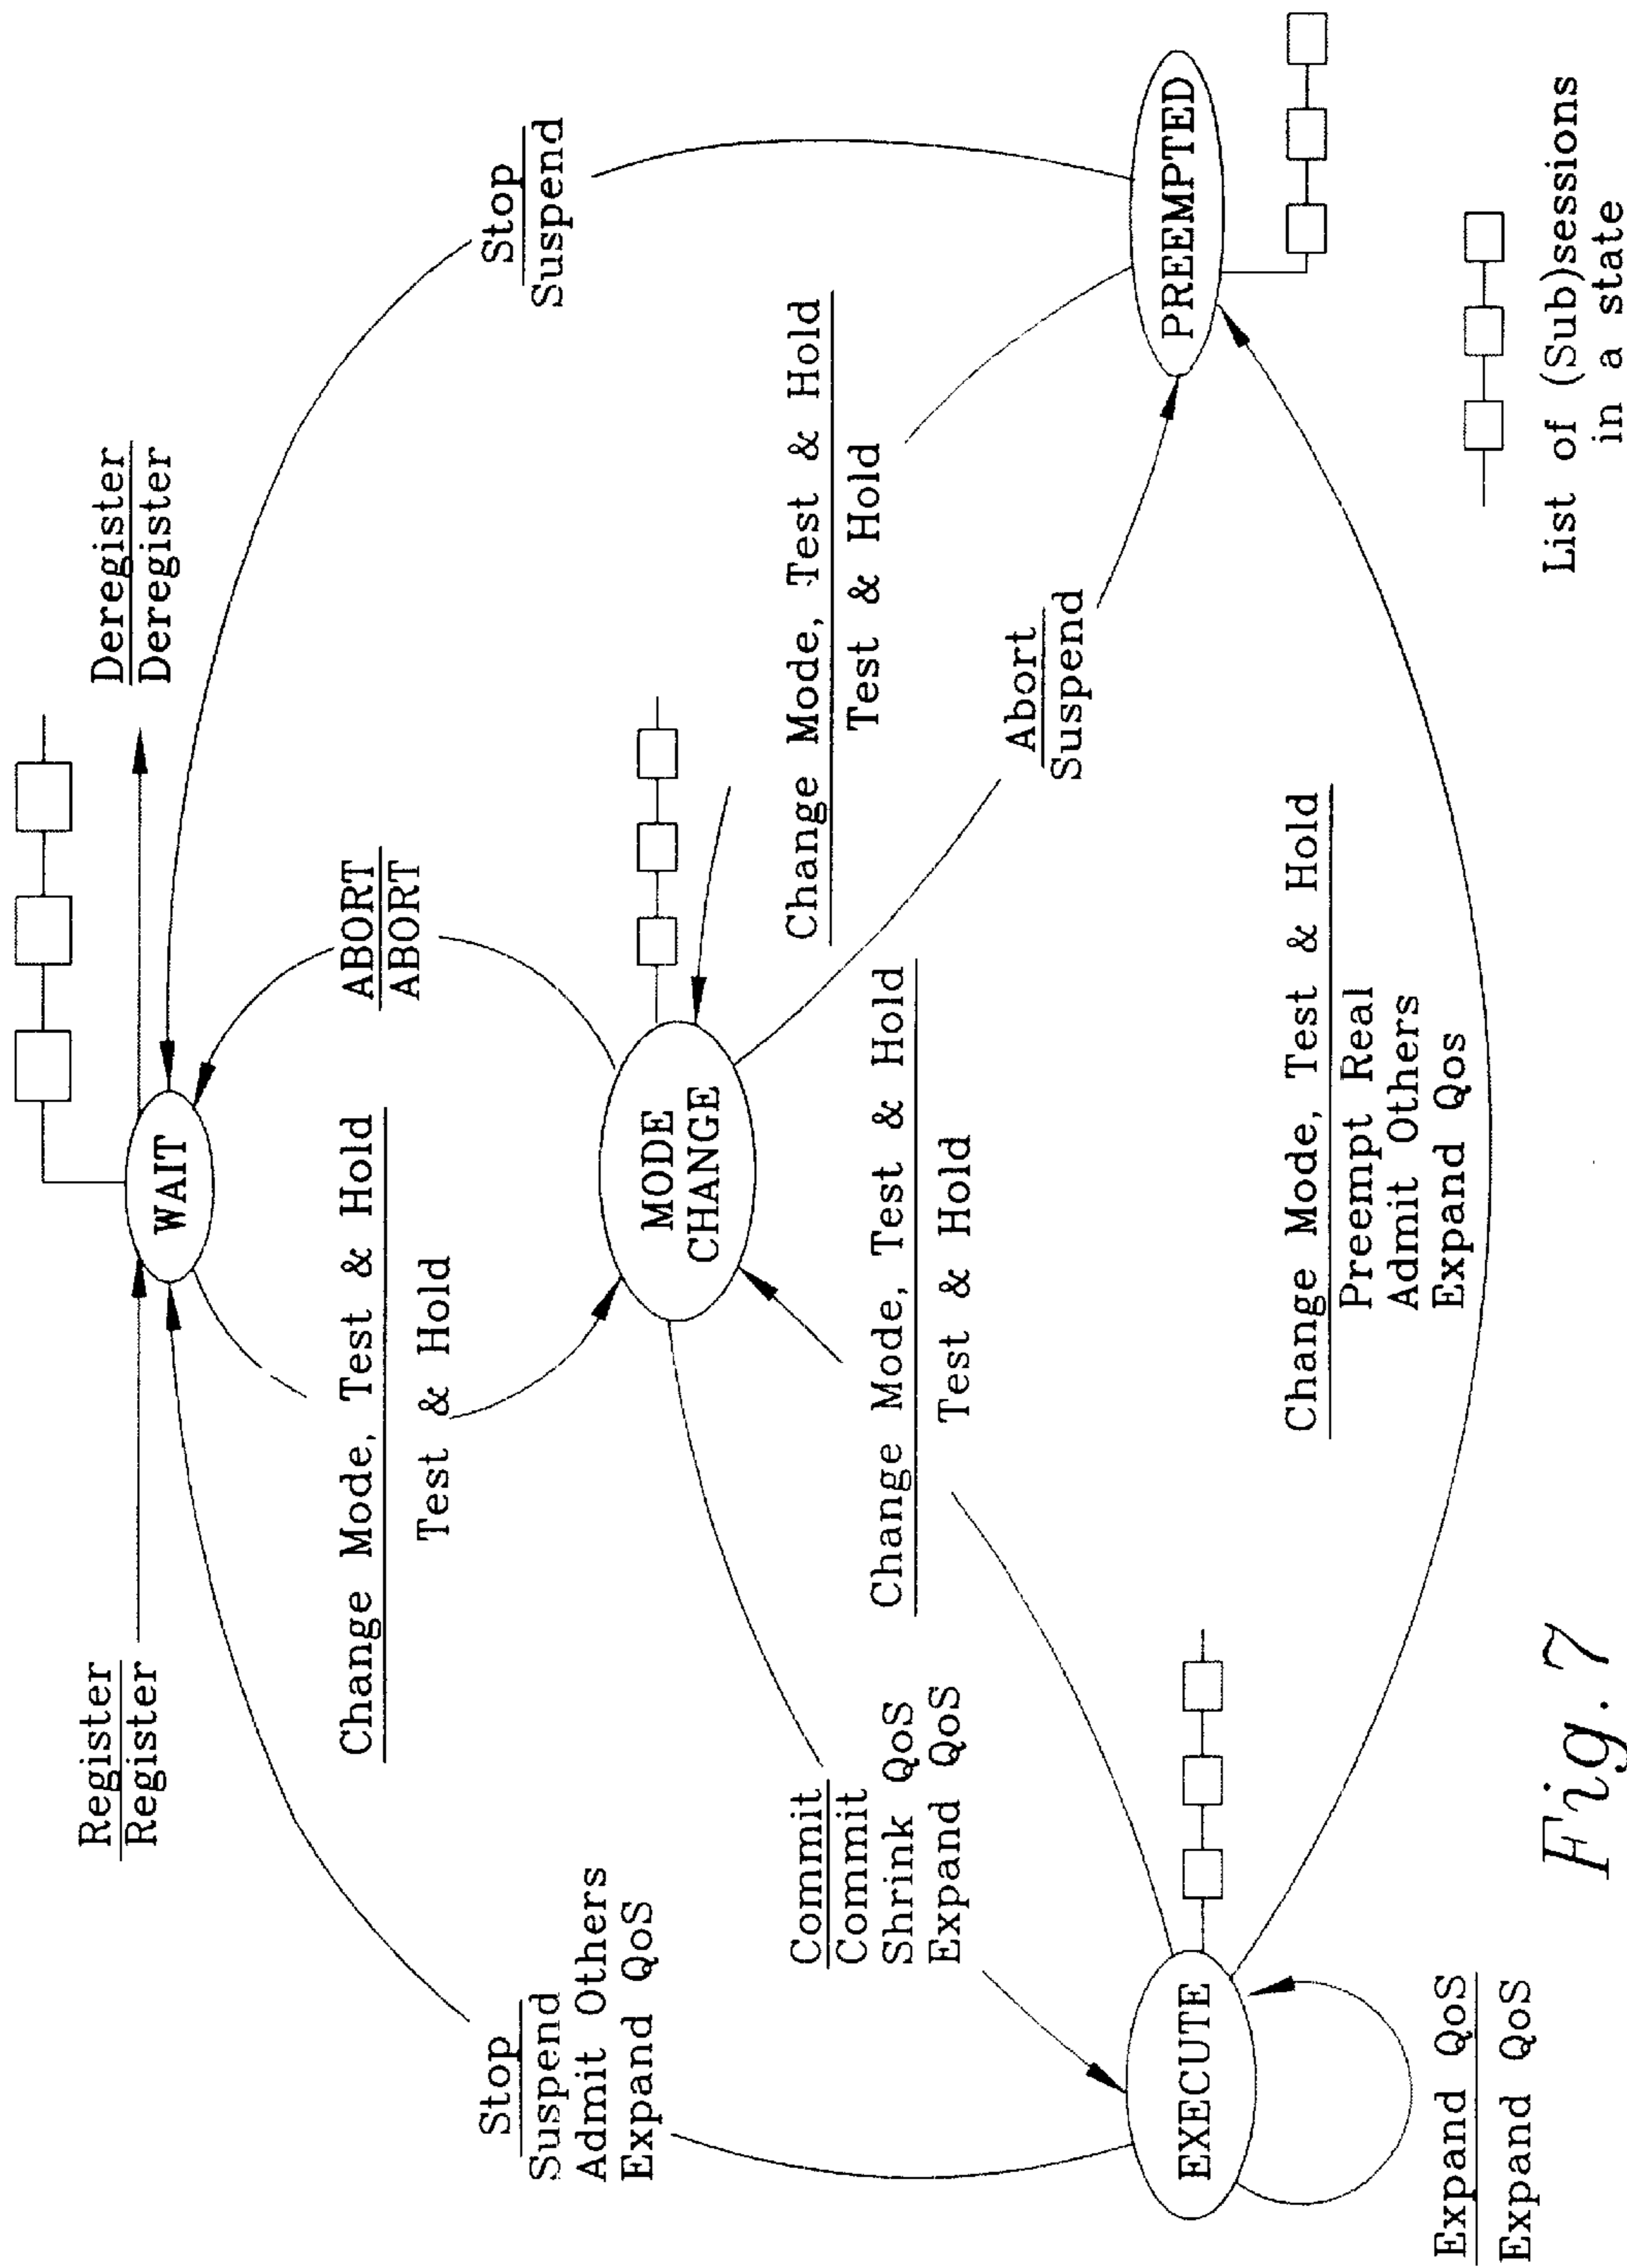 Register
Register
Deregister
Deregister
WAIT
Stop
Suspend
Admit Others
Expand QoS
Change Mode, Test & Hold
Test & Hold
ABORT
ABORT
Stop
Suspend
MODE
CHANGE
Commit
Commit
Shrink QoS
Expand QoS
Change Mode, Test & Hold
Test & Hold
Change Mode, Test & Hold
Test & Hold
Abort
Suspend
EXECUTE
PREEMPTED
Change Mode, Test & Hold
Preempt Real
Admit Others
Expand Qos
Expand QoS
Expand QoS
List of (Sub)sessions
in a state
Fig. 7